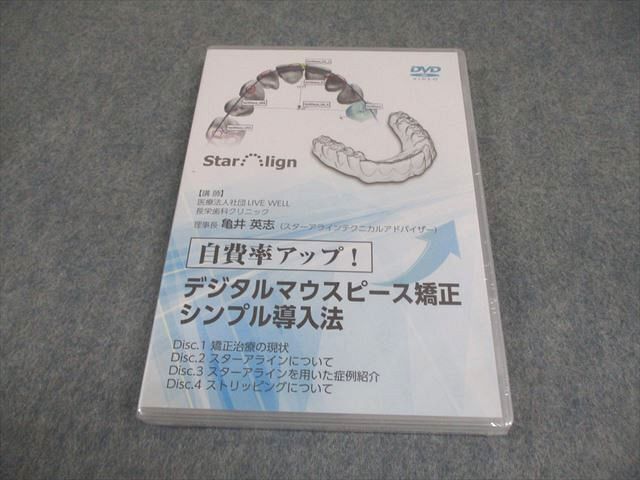 DVD
VIDEO
Star Align
【講 師】
医療法人社団 LIVE WELL
長栄歯科クリニック
理事長 亀井 英志 (スターアラインテクニカルアドバイザー)
自費率アップ!
デジタルマウスピース矯正
シンプル導入法
Disc.1 矯正治療の現状
Disc.2 スターアラインについて
Disc.3 スターアラインを用いた症例紹介
Disc.4 ストリッピングについて